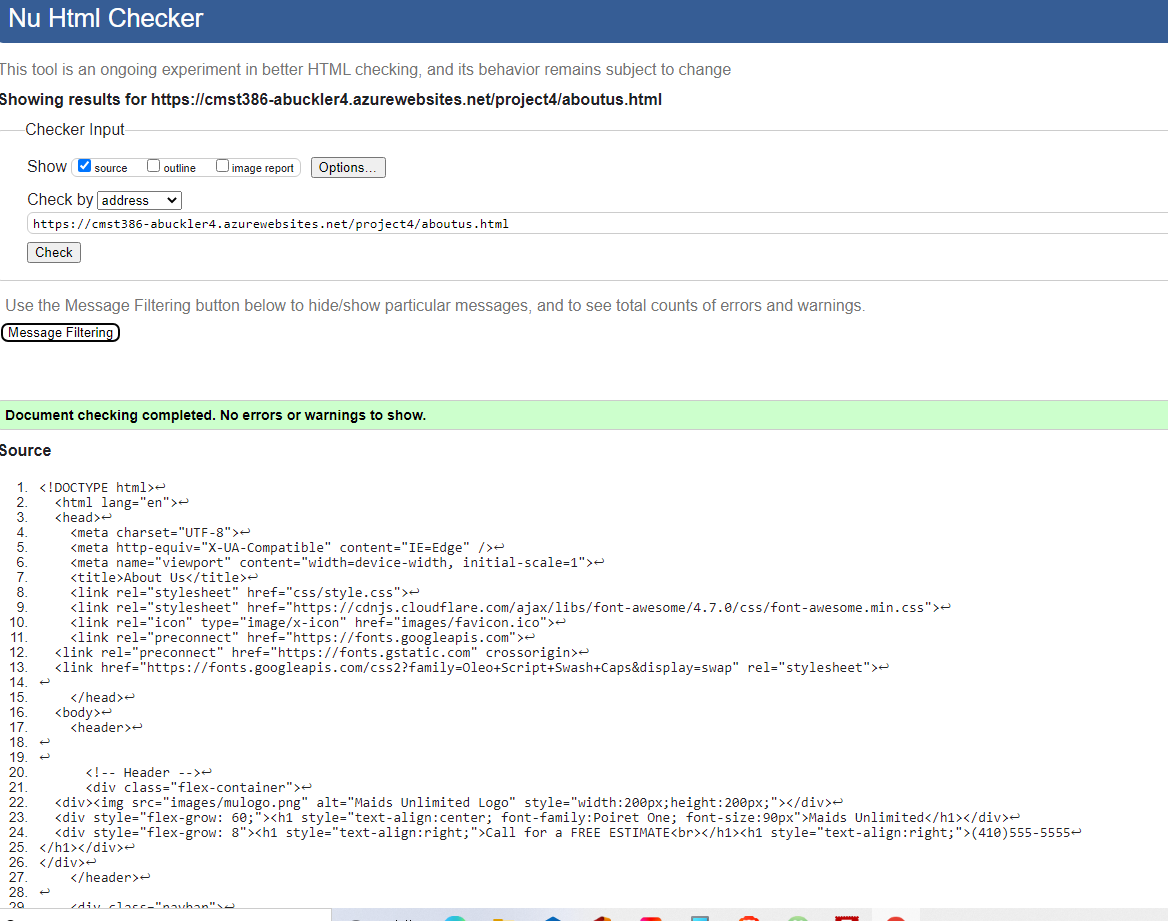 Nu Html Checker
This tool is an ongoing experiment in better HTML checking, and its behavior remains subject to change
Showing results for https://cmst386-abuckler4.azurewebsites.net/project4/aboutus.html
Checker Input
Show source outline image report Options...
Check by address
https://cmst386-abuckler4.azurewebsites.net/project4/aboutus.html
Check
Use the Message Filtering button below to hide/show particular messages, and to see total counts of errors and warnings.
Message Filtering
Document checking completed. No errors or warnings to show.
Source
1. <!DOCTYPE html>↩
2. <html lang="en">↩
3. <head>↩
4. <meta charset="UTF-8">↩
5. <meta http-equiv="X-UA-Compatible" content="IE=Edge" />↩
6. <meta name="viewport" content="width=device-width, initial-scale=1">↩
7. <title>About Us</title>↩
8. <link rel="stylesheet" href="css/style.css">↩
9. <link rel="stylesheet" href="https://cdnjs.cloudflare.com/ajax/libs/font-awesome/4.7.0/css/font-awesome.min.css">↩
10. <link rel="icon" type="image/x-icon" href="images/favicon.ico">↩
11. <link rel="preconnect" href="https://fonts.googleapis.com">↩
12. <link rel="preconnect" href="https://fonts.gstatic.com" crossorigin>↩
13. <link href="https://fonts.googleapis.com/css2?family=Oleo+Script+Swash+Caps&display=swap" rel="stylesheet">↩
14. ↩
15. </head>↩
16. <body>↩
17. <header>↩
18. ↩
19. ↩
20. <!-- Header -->↩
21. <div class="flex-container">↩
22. <div><img src="images/mulogo.png" alt="Maids Unlimited Logo" style="width:200px;height:200px;"></div>↩
23. <div style="flex-grow: 60;"><h1 style="text-align:center; font-family:Poiret One; font-size:90px">Maids Unlimited</h1></div>↩
24. <div style="flex-grow: 8"><h1 style="text-align:right;">Call for a FREE ESTIMATE<br></h1><h1 style="text-align:right;">(410)555-5555↩
25. </h1></div>↩
26. </div>↩
27. </header>↩
28. ↩
29. <div class="navbar">↩